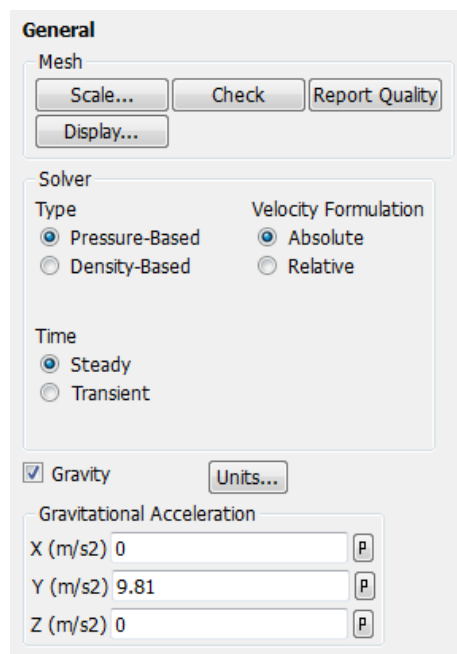 General
Mesh
Scale... Check Report Quality
Display...
Solver
Type Velocity Formulation
Pressure-Based Absolute
Density-Based Relative
Time
Steady
Transient
Gravity Units...
Gravitational Acceleration
X (m/s2) 0 P
Y (m/s2) 9.81 P
Z (m/s2) 0 P